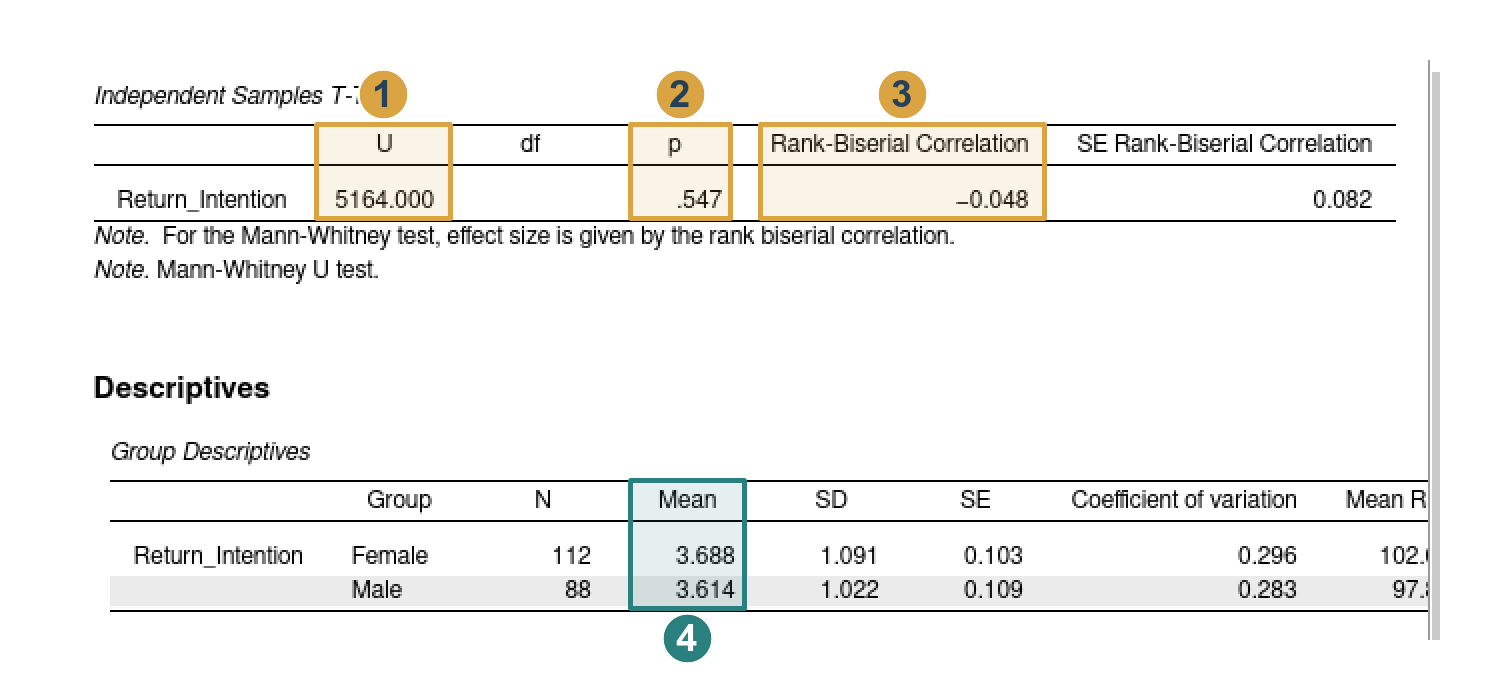 Independent Samples T-
1 2 3
U df p Rank-Biserial Correlation SE Rank-Biserial Correlation
Return_Intention 5164.000 .547 −0.048 0.082
Note. For the Mann-Whitney test, effect size is given by the rank biserial correlation.
Note. Mann-Whitney U test.
Descriptives
Group Descriptives
Group N Mean SD SE Coefficient of variation Mean R
Return_Intention Female 112 3.688 1.091 0.103 0.296 102.
Male 88 3.614 1.022 0.109 0.283 97.
4